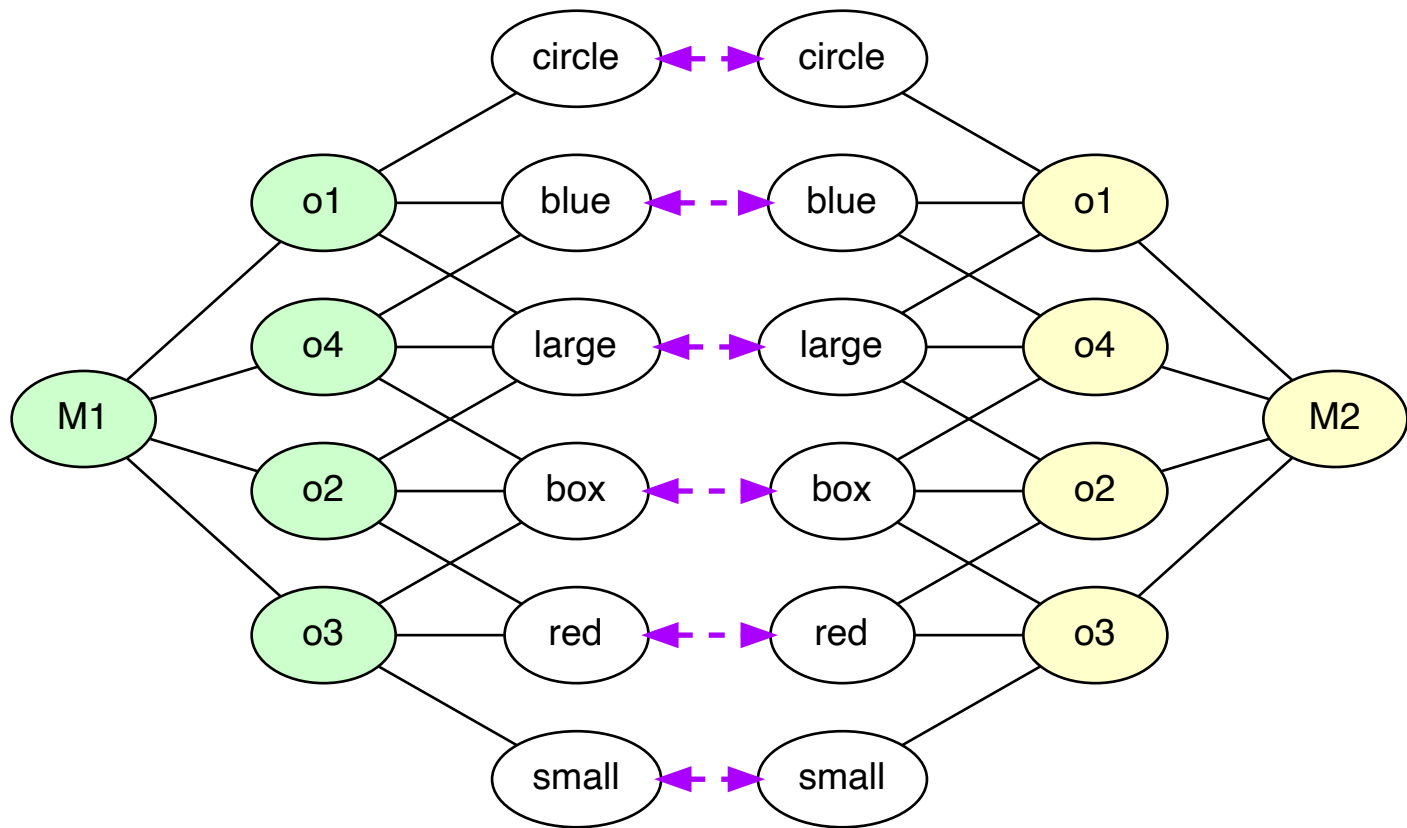 circle
circle
o1
blue
blue
o1
o4
large
large
o4
M1
M2
o2
box
box
o2
o3
red
red
o3
small
small